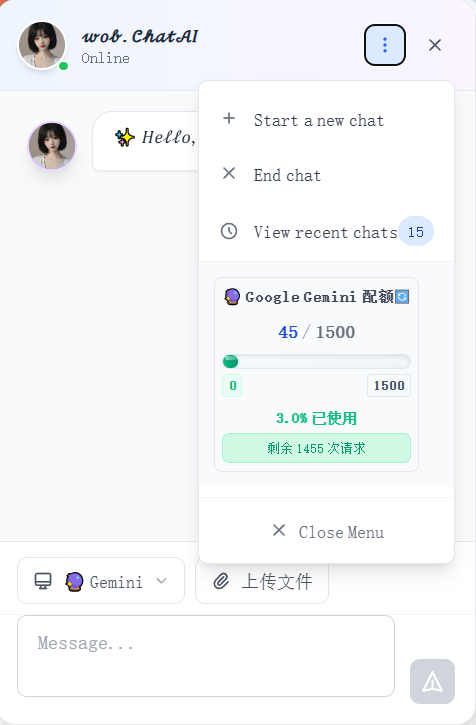 wob.ChatAI
Online
Hello,
Start a new chat
End chat
View recent chats 15
Google Gemini 配额
45 / 1500
0 1500
3.0% 已使用
剩余 1455 次请求
Close Menu
Gemini
上传文件
Message...